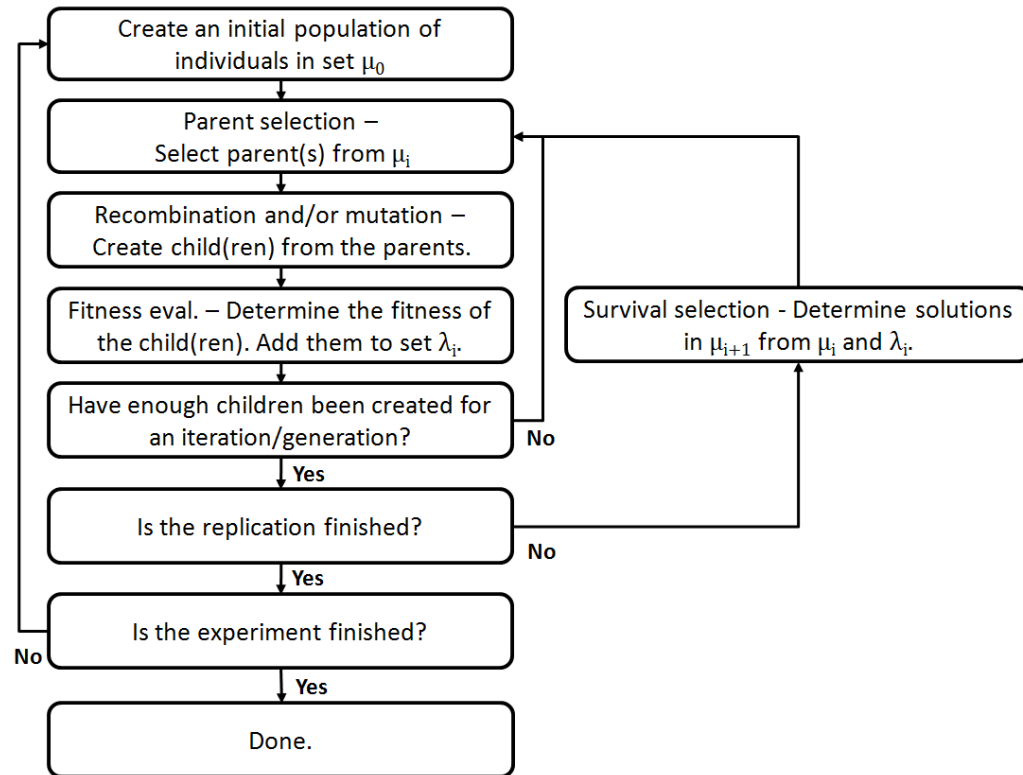 Create an initial population of
individuals in set μ₀
Parent selection –
Select parent(s) from μᵢ
Recombination and/or mutation –
Create child(ren) from the parents.
Fitness eval. – Determine the fitness of
the child(ren). Add them to set λᵢ.
Survival selection - Determine solutions
in μᵢ₊₁ from μᵢ and λᵢ.
Have enough children been created for
an iteration/generation?
No
Yes
Is the replication finished?
No
Yes
Is the experiment finished?
No
Yes
Done.